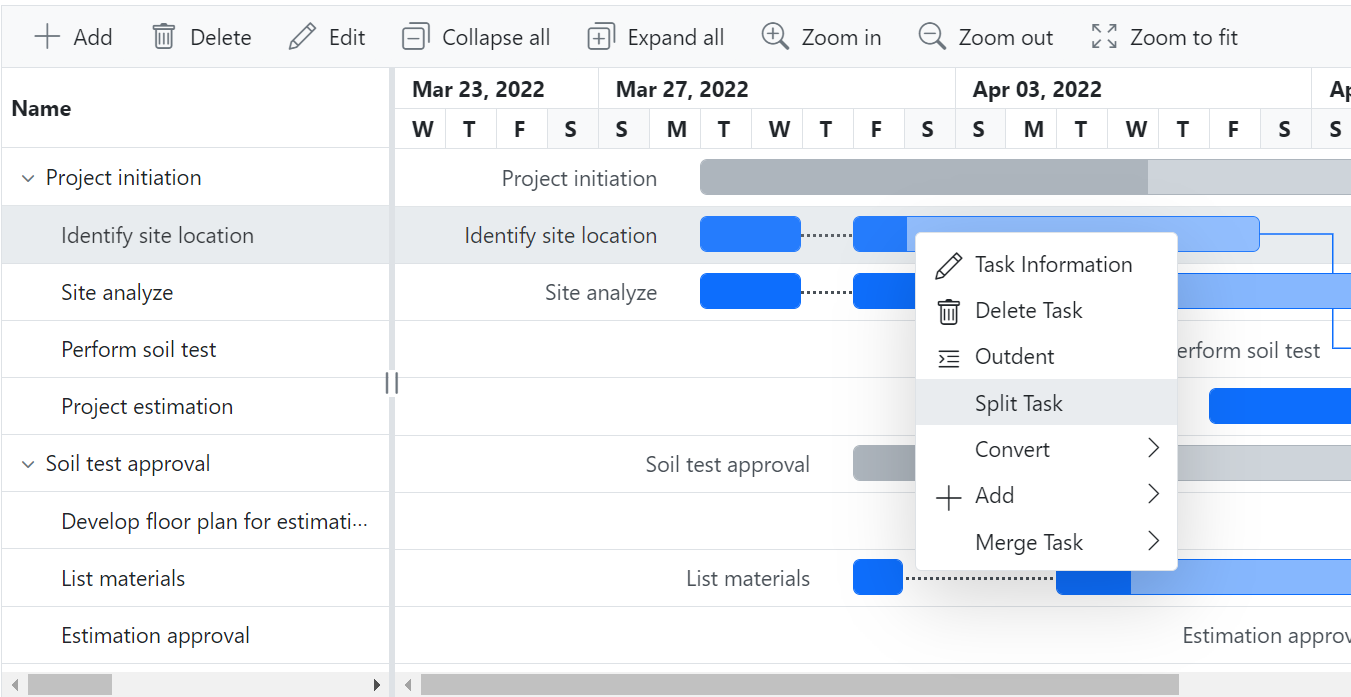 Add Delete Edit Collapse all Expand all Zoom in Zoom out Zoom to fit
Name
Mar 23, 2022 Mar 27, 2022 Apr 03, 2022 Ap
W T F S S M T W T F S S M T W T F S S
Project initiation Project initiation
Identify site location Identify site location
Site analyze Site analyze
Perform soil test erform soil test
Project estimation
Soil test approval Soil test approval
Develop floor plan for estimati...
List materials List materials
Estimation approval Estimation approv
Task Information
Delete Task
Outdent
Split Task
Convert
Add
Merge Task